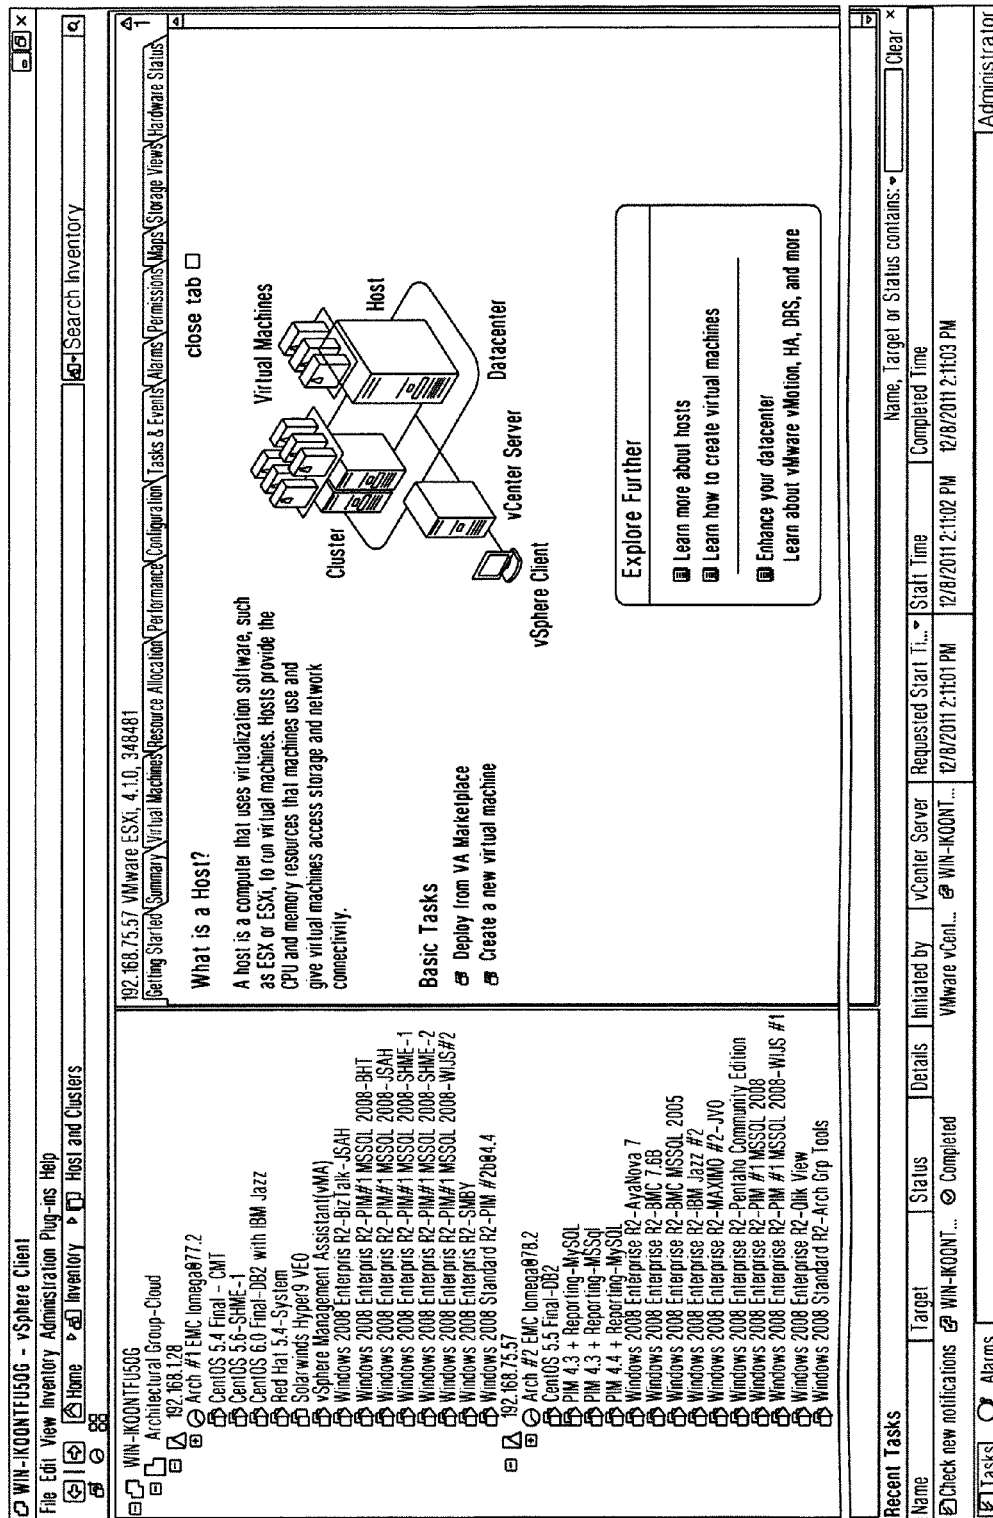 WIN-IKQQNTFU50G - vSphere Client
File Edit View Inventory Administration Plug-ins Help
Home Inventory Host and Clusters
Search Inventory
WIN-IKQQNTFU50G
Architectural Group-Cloud
192.168.1.28
Arch #1 EMC Iomega@77.2
CentOS 5.4 Final - CMT
CentOS 5.6-SHME-1
CentOS 6.0 Final-DB2 with IBM Jazz
Red Hat 5.4-System
Solarwinds Hyper9 VEO
vSphere Management Assistant(vMA)
Windows 2008 Enterpris R2-BizTalk-JSAH
Windows 2008 Enterpris R2-PIM#1 MSSQL 2008-BHT
Windows 2008 Enterpris R2-PIM#1 MSSQL 2008-JSAH
Windows 2008 Enterpris R2-PIM#1 MSSQL 2008-SHME-1
Windows 2008 Enterpris R2-PIM#1 MSSQL 2008-SHME-2
Windows 2008 Enterpris R2-PIM#1 MSSQL 2008-WIJS#2
Windows 2008 Enterpris R2-SMBY
Windows 2008 Standard R2-PIM #2b@4.4
192.168.75.57
Arch #2 EMC Iomega@78.2
CentOS 5.5 Final-DB2
PIM 4.3 + Reporting-MySQL
PIM 4.3 + Reporting-MSSql
PIM 4.4 + Reporting-MySQL
Windows 2008 Enterprise R2-AyaNova 7
Windows 2008 Enterprise R2-BMC 7.6B
Windows 2008 Enterprise R2-BMC MSSQL 2005
Windows 2008 Enterprise R2-IBM Jazz #2
Windows 2008 Enterprise R2-MAXIMO #2-JVO
Windows 2008 Enterprise R2-Pentaho Community Edition
Windows 2008 Enterprise R2-PIM #1 MSSQL 2008
Windows 2008 Enterprise R2-PIM #1 MSSQL 2008-WIJS #1
Windows 2008 Enterprise R2-Qlik View
Windows 2008 Standard R2-Arch Grp Tools
192.168.75.57 VMware ESXi, 4.1.0, 348481
Getting Started Summary Virtual Machines Resource Allocation Performance Configuration Tasks & Events Alarms Permissions Maps Storage Views Hardware Status
1
close tab
What is a Host?
A host is a computer that uses virtualization software, such
as ESX or ESXi, to run virtual machines. Hosts provide the
CPU and memory resources that machines use and
give virtual machines access storage and network
connectivity.
Virtual Machines
Cluster
Host
vCenter Server
Datacenter
vSphere Client
Basic Tasks
Deploy from VA Marketplace
Create a new virtual machine
Explore Further
Learn more about hosts
Learn how to create virtual machines
Enhance your datacenter
Learn about vMware vMotion, HA, DRS, and more
Recent Tasks
Name, Target or Status contains: Clear
Name Target Status Details Initiated by vCenter Server Requested Start Ti... Start Time Completed Time
Check new notifications WIN-IKQQNT... Completed VMware vCent... WIN-IKQQNT... 12/8/2011 2:11:01 PM 12/8/2011 2:11:02 PM 12/8/2011 2:11:03 PM
Tasks Alarms Administrator